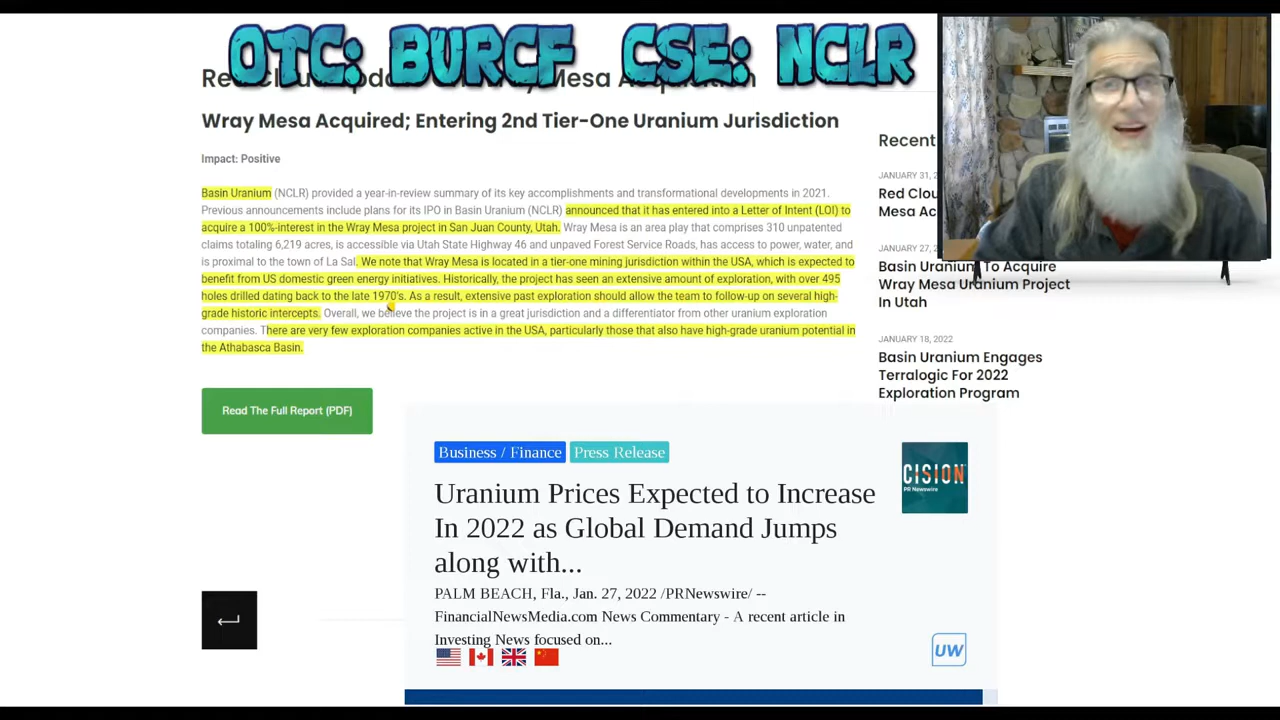 OTC: BURCF CSE: NCLR
Wray Mesa Acquired; Entering 2nd Tier-One Uranium Jurisdiction
Impact: Positive
Basin Uranium (NCLR) provided a year-in-review summary of its key accomplishments and transformational developments in 2021.
Previous announcements include plans for its IPO in Basin Uranium (NCLR) announced that it has entered into a Letter of Intent (LOI) to
acquire a 100%-interest in the Wray Mesa project in San Juan County, Utah. Wray Mesa is an area play that comprises 310 unpatented
claims totaling 6,219 acres, is accessible via Utah State Highway 46 and unpaved Forest Service Roads, has access to power, water, and
is proximal to the town of La Sal. We note that Wray Mesa is located in a tier-one mining jurisdiction within the USA, which is expected to
benefit from US domestic green energy initiatives. Historically, the project has seen an extensive amount of exploration, with over 495
holes drilled dating back to the late 1970's. As a result, extensive past exploration should allow the team to follow-up on several high-
grade historic intercepts. Overall, we believe the project is in a great jurisdiction and a differentiator from other uranium exploration
companies. There are very few exploration companies active in the USA, particularly those that also have high-grade uranium potential in
the Athabasca Basin.
Read The Full Report (PDF)
Recent
JANUARY 31, 2
Red Clou
Mesa Ac
JANUARY 27, 2
Basin Uranium To Acquire
Wray Mesa Uranium Project
In Utah
JANUARY 18, 2022
Basin Uranium Engages
Terralogic For 2022
Exploration Program
Business / Finance Press Release
CISION
PR Newswire
Uranium Prices Expected to Increase
In 2022 as Global Demand Jumps
along with...
PALM BEACH, Fla., Jan. 27, 2022 /PRNewswire/ --
FinancialNewsMedia.com News Commentary - A recent article in
Investing News focused on...
UW